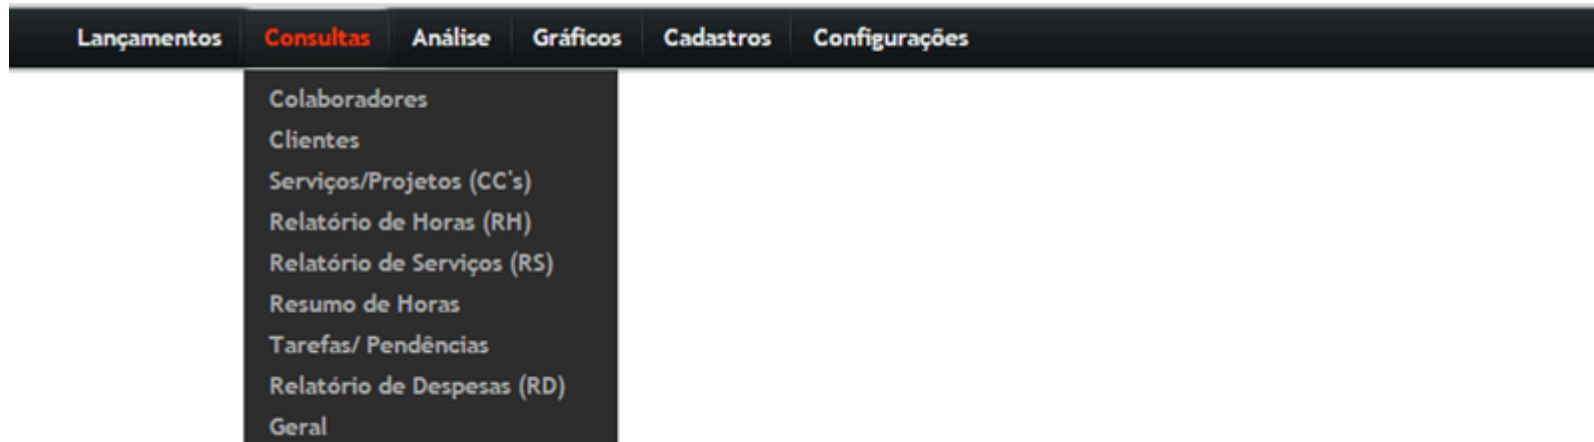 Lançamentos Consultas Análise Gráficos Cadastros Configurações
Colaboradores
Clientes
Serviços/Projetos (CC's)
Relatório de Horas (RH)
Relatório de Serviços (RS)
Resumo de Horas
Tarefas/ Pendências
Relatório de Despesas (RD)
Geral